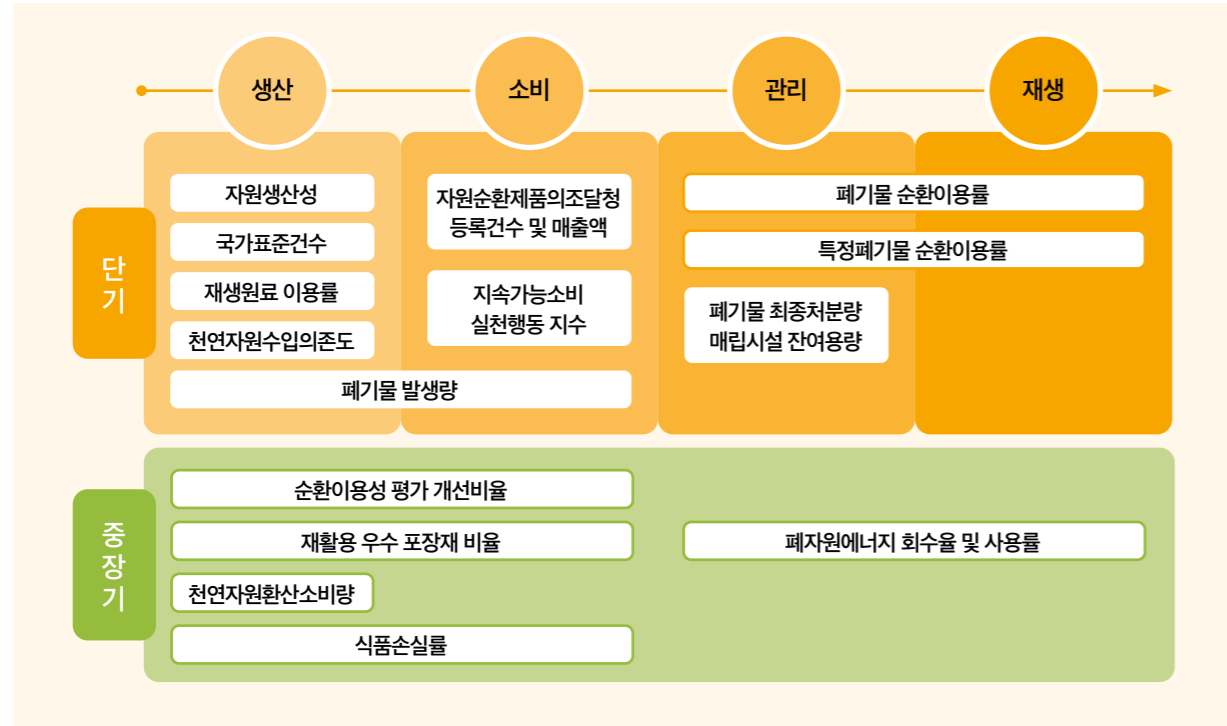 생산
소비
관리
재생
단기
자원생산성
국가표준건수
재생원료 이용률
천연자원수입의존도
자원순환제품의조달청
등록건수 및 매출액
지속가능소비
실천행동 지수
폐기물 발생량
폐기물 순환이용률
특정폐기물 순환이용률
폐기물 최종처분량
매립시설 잔여용량
중장기
순환이용성 평가 개선비율
재활용 우수 포장재 비율
천연자원환산소비량
식품손실률
폐자원에너지 회수율 및 사용률